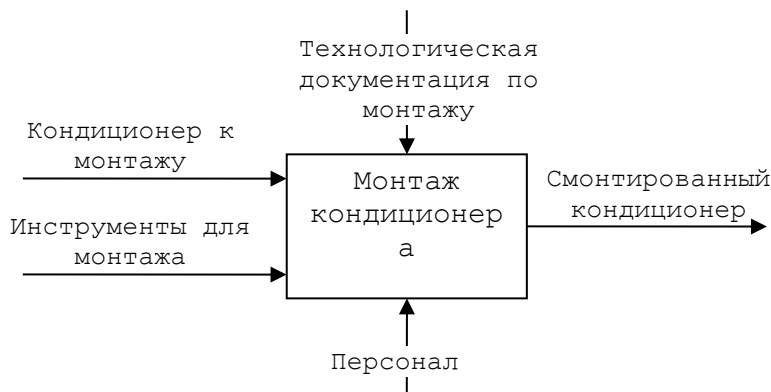 Технологическая
документация по
монтажу
Кондиционер к
монтажу
Инструменты для
монтажа
Монтаж
кондиционер
а
Смонтированный
кондиционер
Персонал